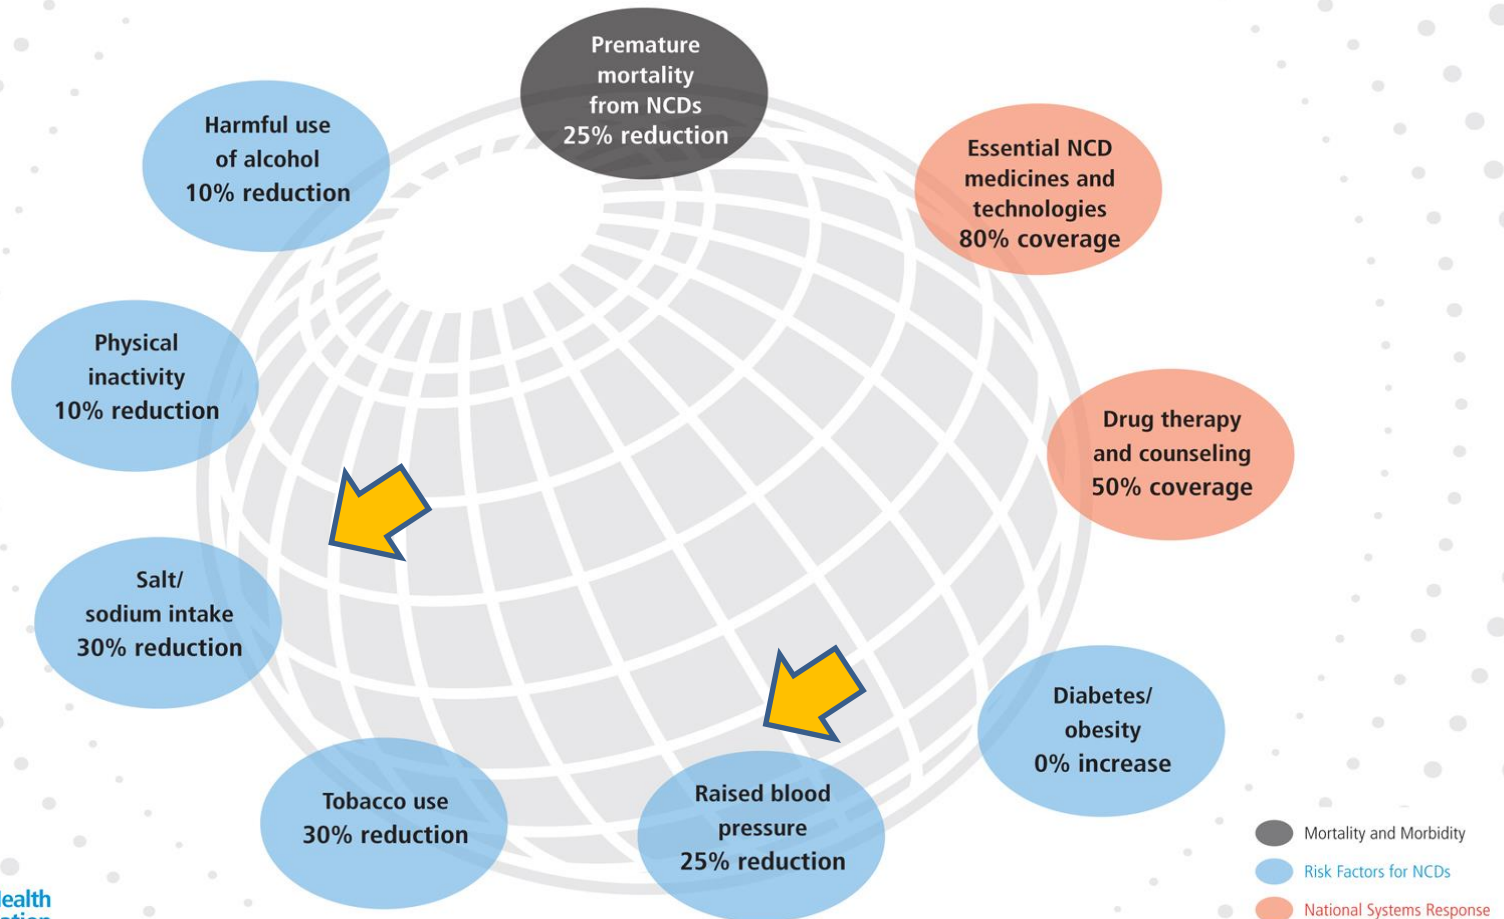 Premature
mortality
from NCDs
25% reduction
Harmful use
of alcohol
10% reduction
Essential NCD
medicines and
technologies
80% coverage
Physical
inactivity
10% reduction
Drug therapy
and counseling
50% coverage
Salt/
sodium intake
30% reduction
Diabetes/
obesity
0% increase
Tobacco use
30% reduction
Raised blood
pressure
25% reduction
Mortality and Morbidity
Risk Factors for NCDs
National Systems Response
Health